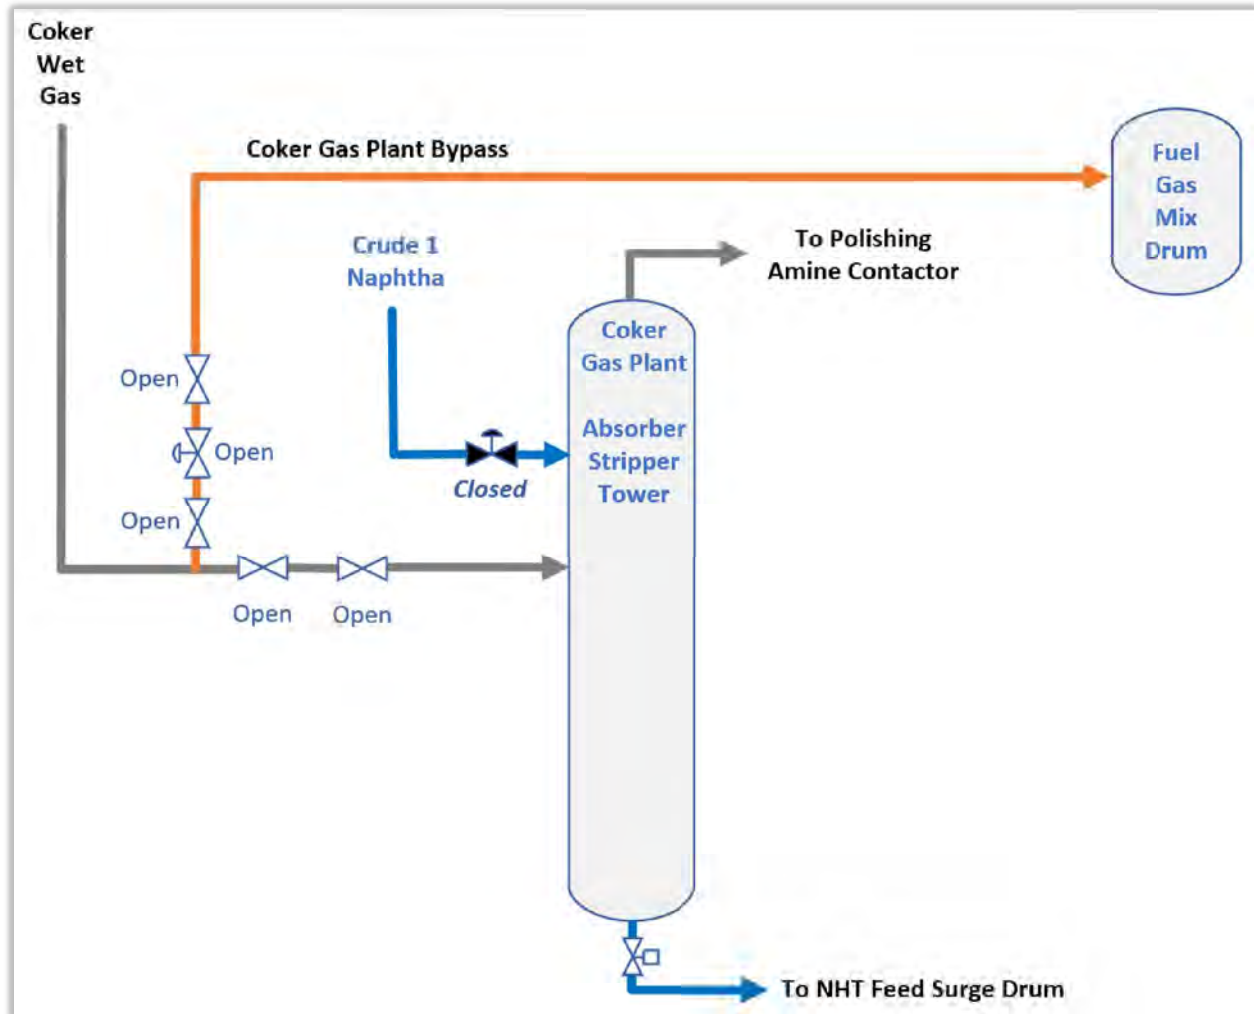 Coker
Wet
Gas
Coker Gas Plant Bypass
Fuel
Gas
Mix
Drum
Crude 1
Naphtha
To Polishing
Amine Contactor
Coker
Gas Plant
Absorber
Stripper
Tower
Open
Open
Closed
Open
Open
Open
To NHT Feed Surge Drum